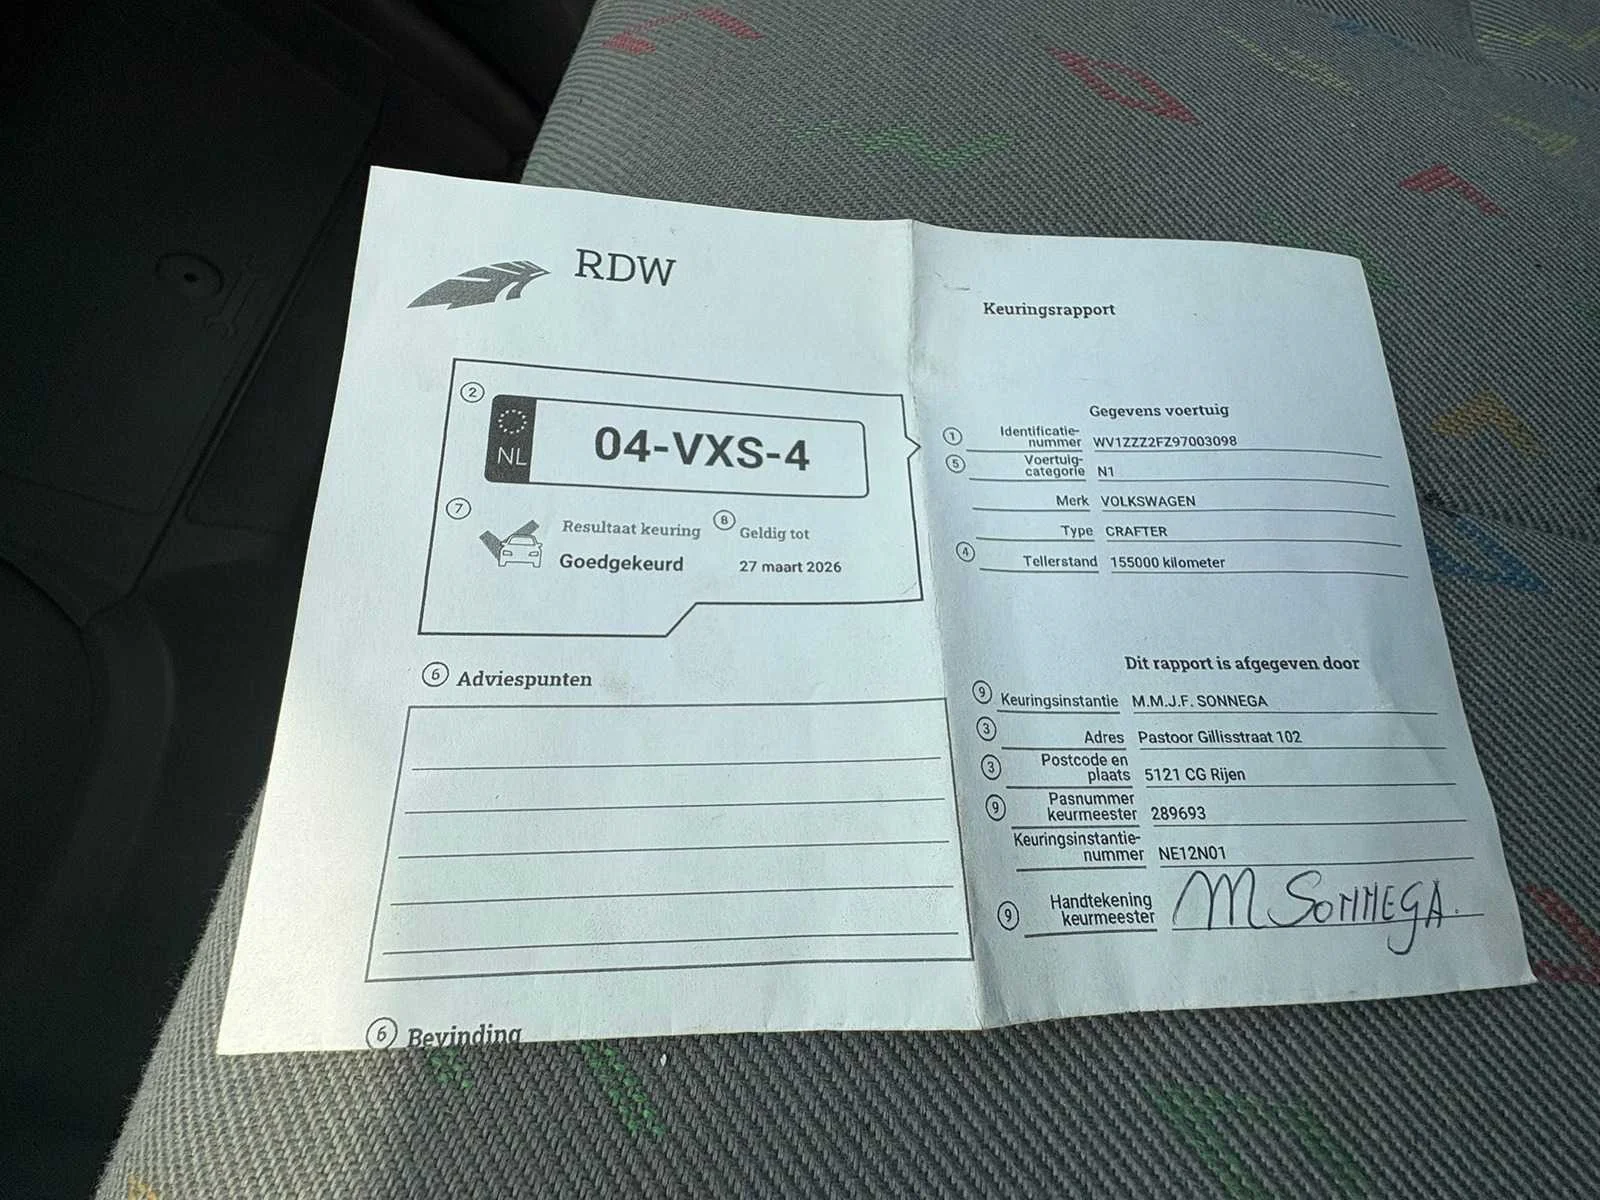 RDW
Keuringsrapport
2
NL
04-VXS-4
7
Resultaat keuring
Goedgekeurd
8
Geldig tot
27 maart 2026
Gegevens voertuig
1
Identificatie-
nummer WV1ZZZ2FZ97003098
5
Voertuig-
categorie N1
Merk VOLKSWAGEN
Type CRAFTER
4
Tellerstand 155000 kilometer
6 Adviespunten
Dit rapport is afgegeven door
9 Keuringsinstantie M.M.J.F. SONNEGA
3 Adres Pastoor Gillisstraat 102
3 Postcode en
plaats 5121 CG Rijen
9 Pasnummer
keurmeester 289693
Keuringsinstantie-
nummer NE12N01
9 Handtekening
keurmeester M SONNEGA.
6 Bevinding